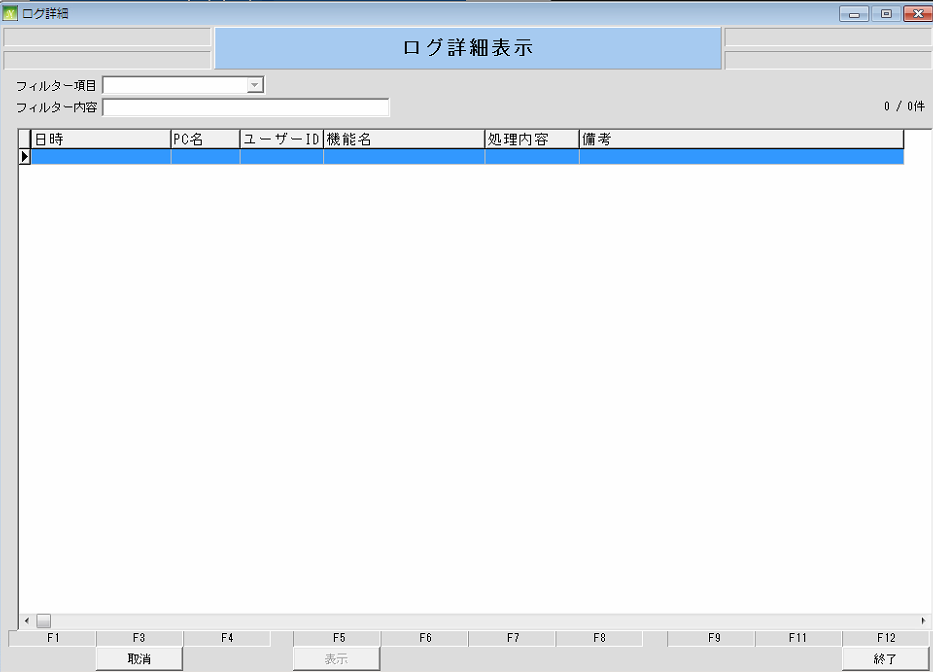 ログ詳細
ログ詳細表示
フィルター項目
フィルター内容
0 / 0件
日時 PC名 ユーザーID 機能名 処理内容 備考
F1 F3 F4 F5 F6 F7 F8 F9 F11 F12
取消 表示 終了